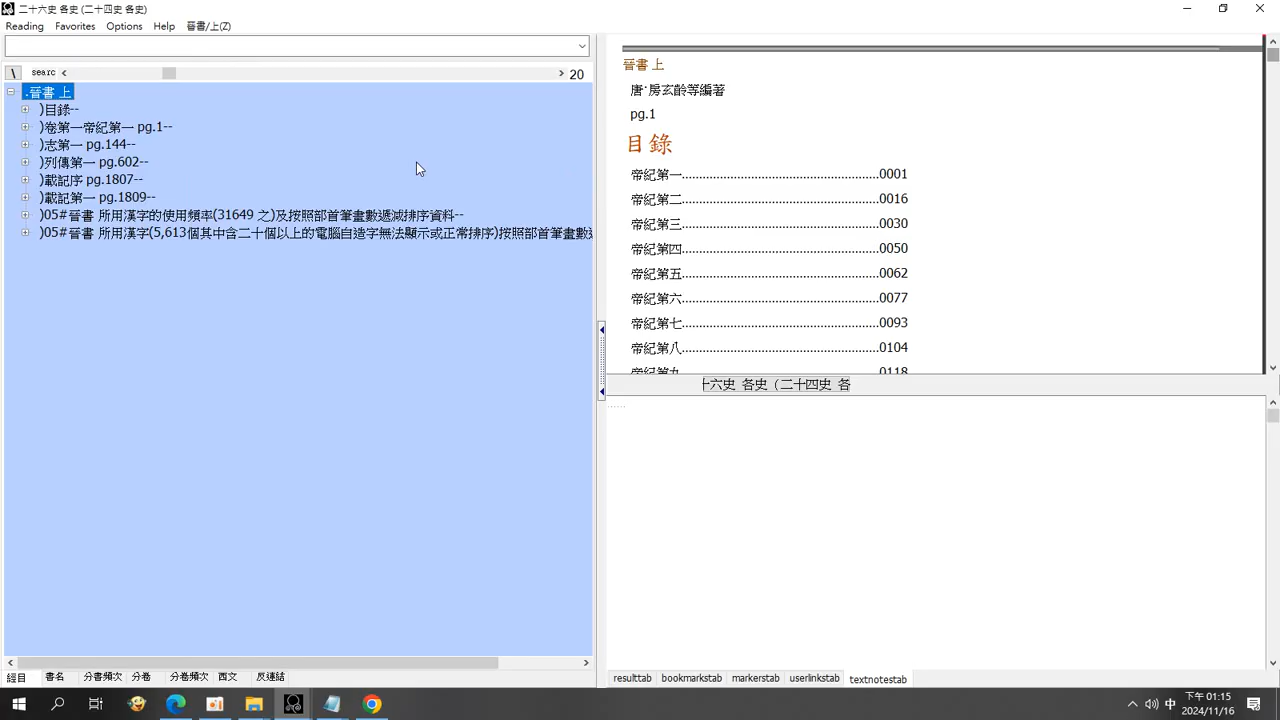 二十六史 各史 (二十四史 各史)
Reading Favorites Options Help 晉書/上(Z)
\ searc 20
.晉書 上
)目錄--
)卷第一帝紀第一 pg.1--
)志第一 pg.144--
)列傳第一 pg.602--
)載記序 pg.1807--
)載記第一 pg.1809--
)05#晉書 所用漢字的使用頻率(31649 之)及按照部首筆畫數遞減排序資料--
)05#晉書 所用漢字(5,613個其中含二十個以上的電腦自造字無法顯示或正常排序)按照部首筆畫數
經目 書名 分書頻次 分卷 分卷頻次 西文 反連結
晉書 上
唐‧房玄齡等編著
pg.1
目錄
帝紀第一.........................................................0001
帝紀第二.........................................................0016
帝紀第三.........................................................0030
帝紀第四.........................................................0050
帝紀第五.........................................................0062
帝紀第六.........................................................0077
帝紀第七.........................................................0093
帝紀第八.........................................................0104
帝紀第九.........................................................0118
十六史 各史 (二十四史 各
......
resulttab bookmarkstab markerstab userlinkstab textnotestab
中 下午 01:15
2024/11/16